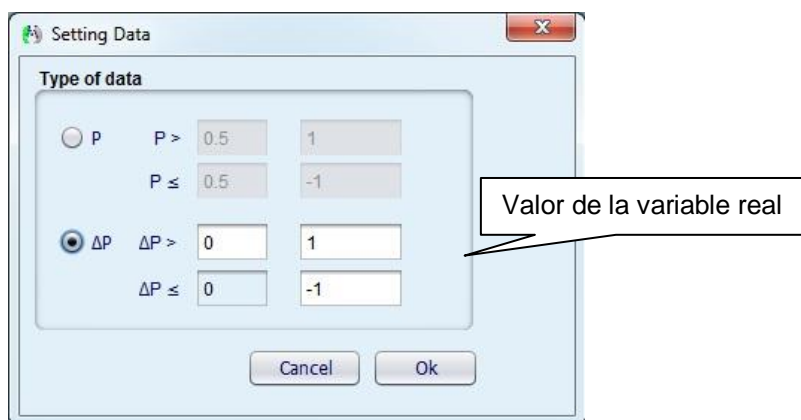 Setting Data
Type of data
P P > 0.5 1
P ≤ 0.5 -1
Valor de la variable real
ΔP ΔP > 0 1
ΔP ≤ 0 -1
Cancel Ok